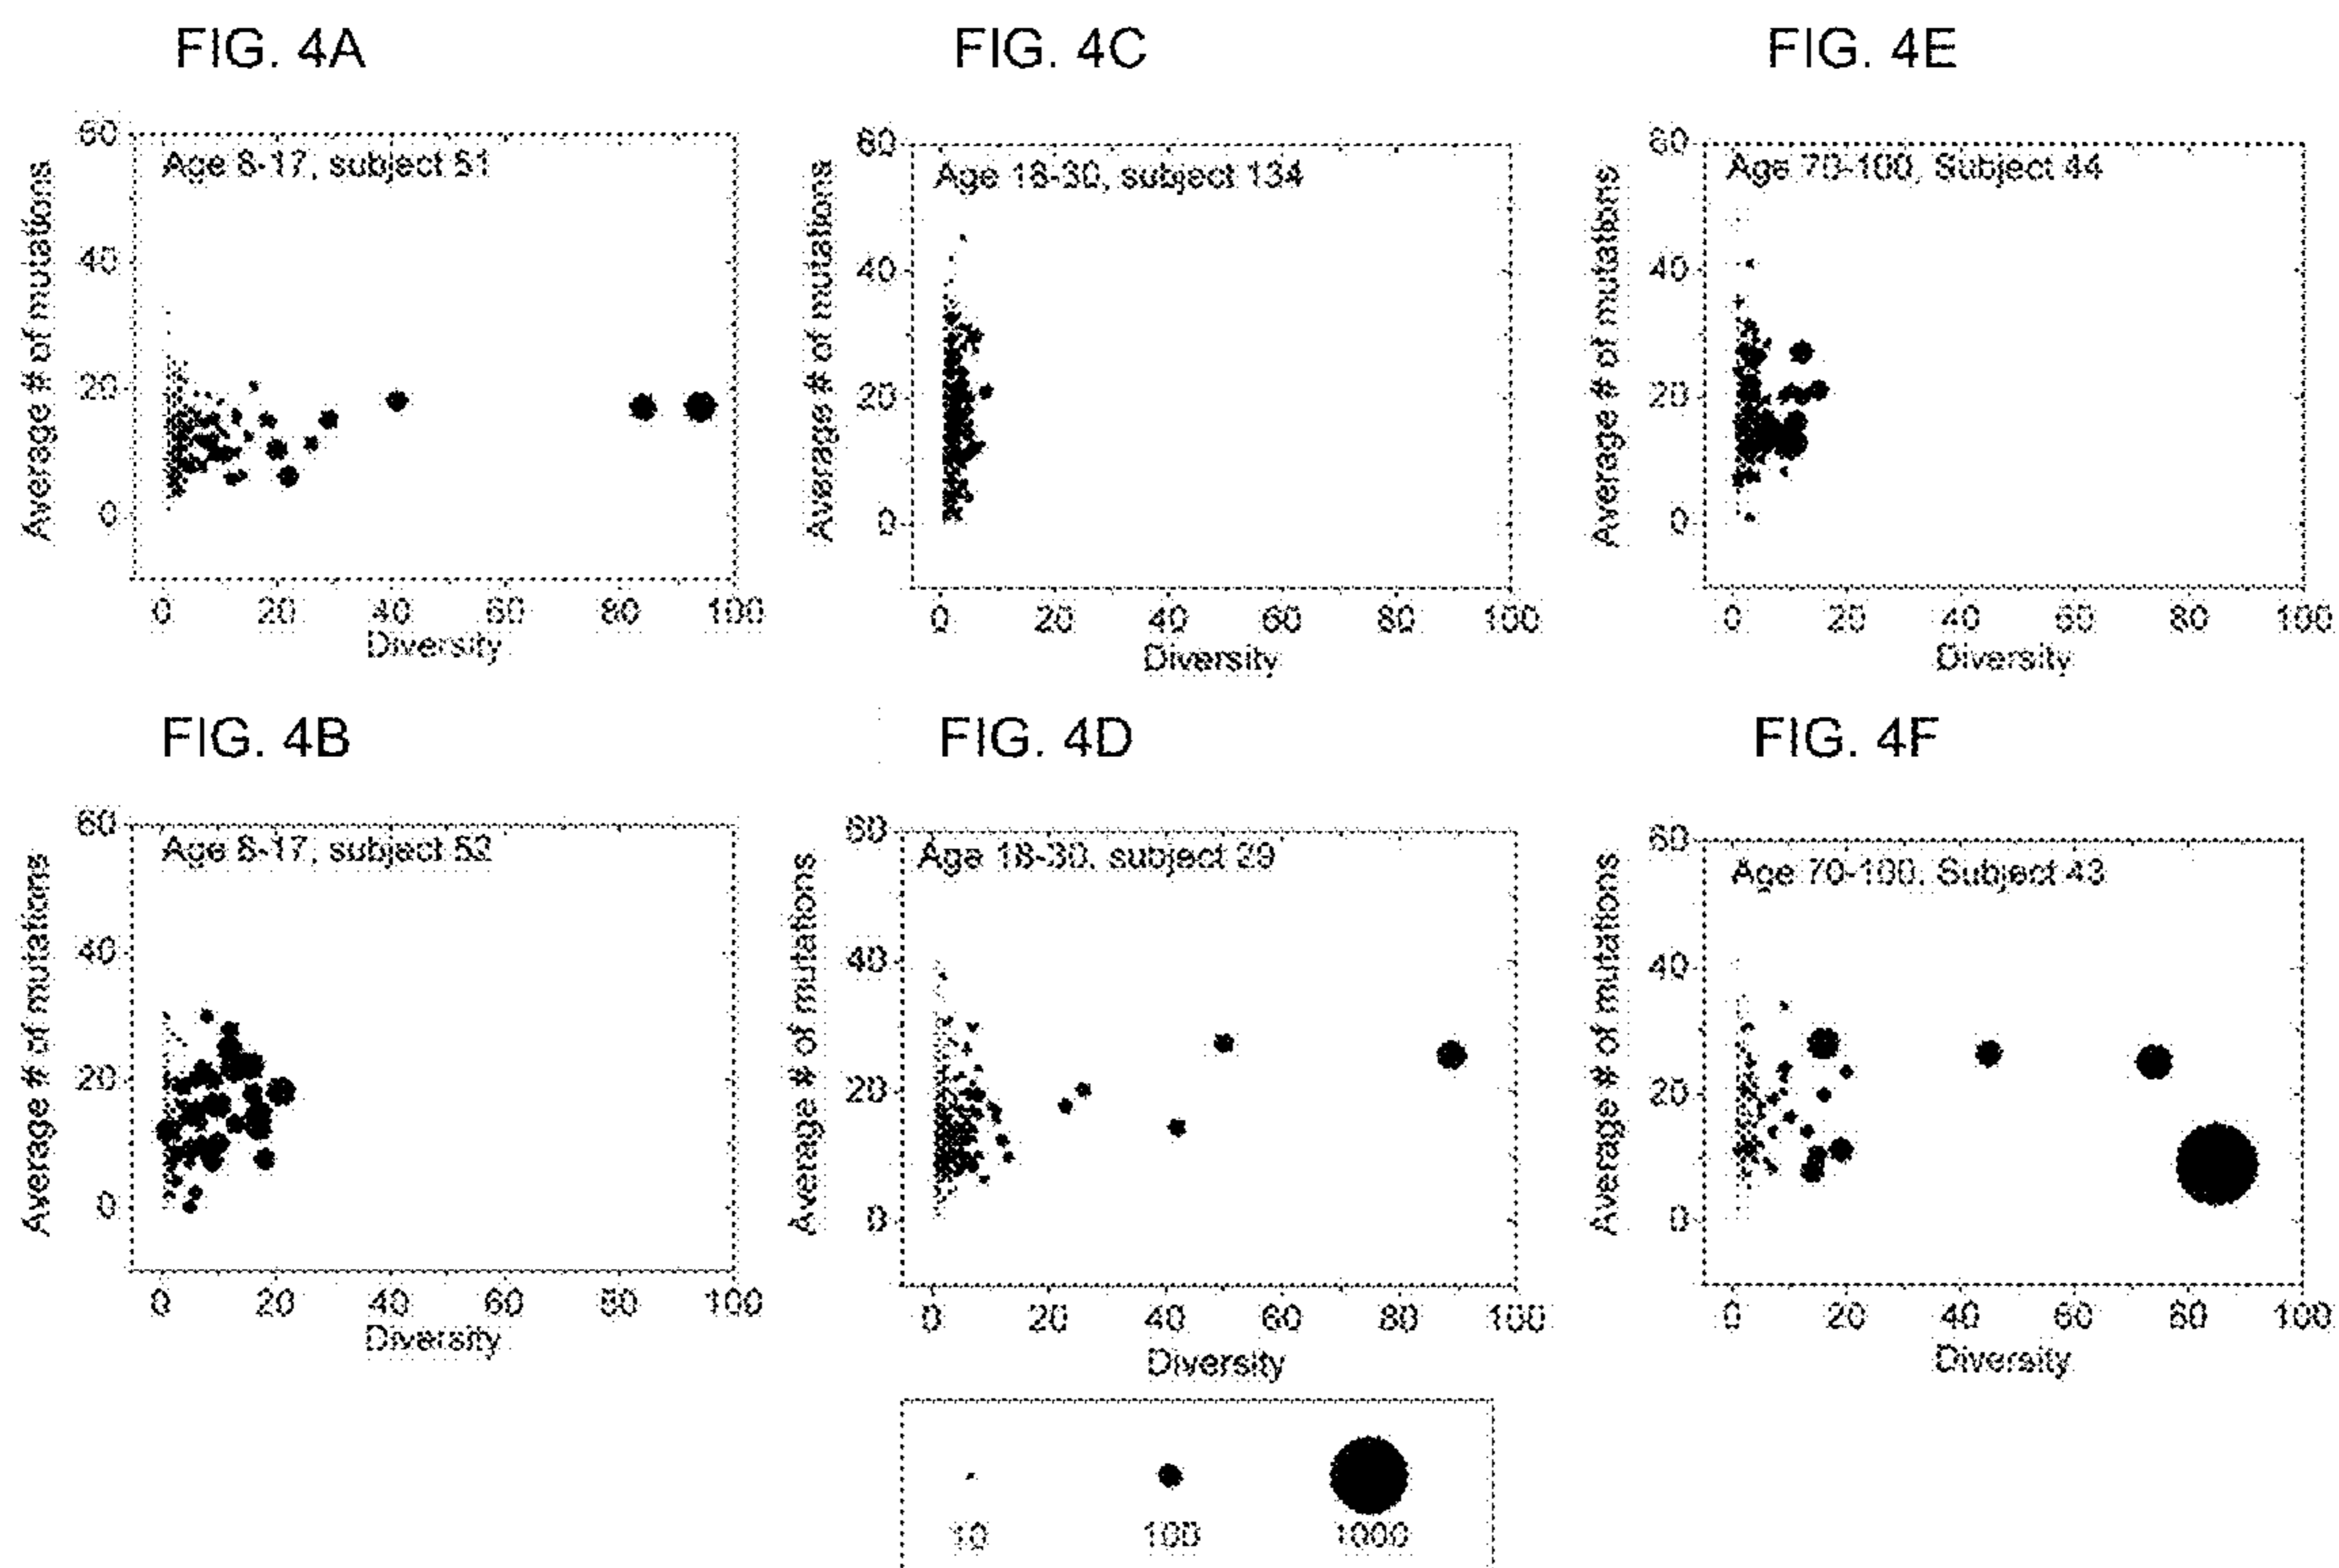 FIG. 4A
FIG. 4C
FIG. 4E
60
40
20
0
Average # of mutations
Age 8-17, subject 51
0 20 40 60 80 100
Diversity
60
40
20
0
Average # of mutations
Age 18-30, subject 134
0 20 40 60 80 100
Diversity
60
40
20
0
Average # of mutations
Age 70-100, Subject 44
0 20 40 60 80 100
Diversity
FIG. 4B
FIG. 4D
FIG. 4F
60
40
20
0
Average # of mutations
Age 8-17, subject 52
0 20 40 60 80 100
Diversity
60
40
20
0
Average # of mutations
Age 18-30, subject 29
0 20 40 60 80 100
Diversity
60
40
20
0
Average # of mutations
Age 70-100, Subject 43
0 20 40 60 80 100
Diversity
10 100 1000